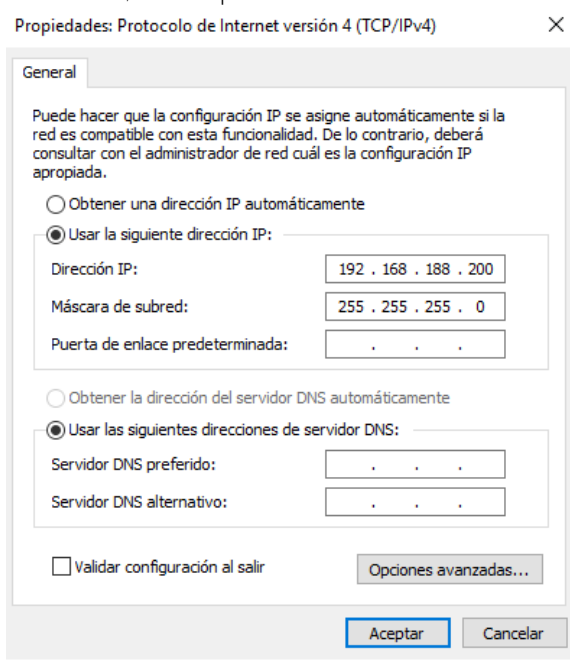 Propiedades: Protocolo de Internet versión 4 (TCP/IPv4)
General
Puede hacer que la configuración IP se asigne automáticamente si la
red es compatible con esta funcionalidad. De lo contrario, deberá
consultar con el administrador de red cuál es la configuración IP
apropiada.
Obtener una dirección IP automáticamente
Usar la siguiente dirección IP:
Dirección IP: 192 . 168 . 188 . 200
Máscara de subred: 255 . 255 . 255 . 0
Puerta de enlace predeterminada: . . .
Obtener la dirección del servidor DNS automáticamente
Usar las siguientes direcciones de servidor DNS:
Servidor DNS preferido: . . .
Servidor DNS alternativo: . . .
Validar configuración al salir
Opciones avanzadas...
Aceptar Cancelar